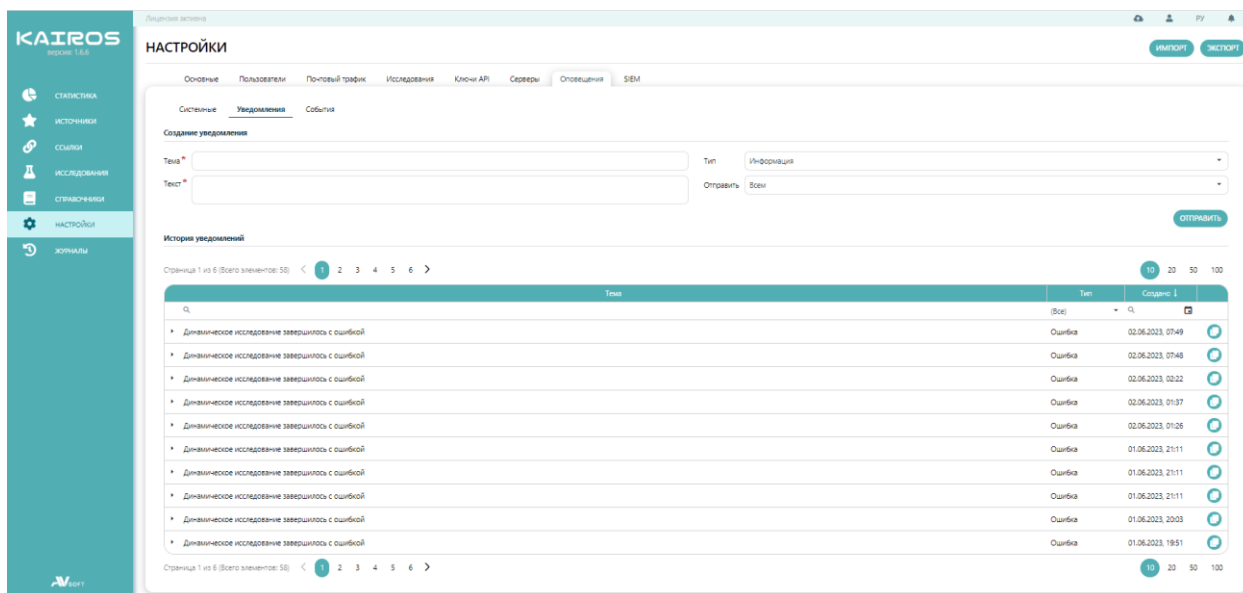 Лицензия активна
РУ
KAIROS
версия: 1.6.6
НАСТРОЙКИ
ИМПОРТ
ЭКСПОРТ
Основные Пользователи Почтовый трафик Исследования Ключи API Серверы Оповещения SIEM
СТАТИСТИКА
ИСТОЧНИКИ
ССЫЛКИ
ИССЛЕДОВАНИЯ
СПРАВОЧНИКИ
НАСТРОЙКИ
ЖУРНАЛЫ
Системные Уведомления События
Создание уведомления
Тема *
Тип Информация
Текст *
Отправить Всем
ОТПРАВИТЬ
История уведомлений
Страница 1 из 6 (Всего элементов: 58) 1 2 3 4 5 6 10 20 50 100
Тема Тип Создано
(Все)
Динамическое исследование завершилось с ошибкой Ошибка 02.06.2023, 07:49
Динамическое исследование завершилось с ошибкой Ошибка 02.06.2023, 07:48
Динамическое исследование завершилось с ошибкой Ошибка 02.06.2023, 02:22
Динамическое исследование завершилось с ошибкой Ошибка 02.06.2023, 01:37
Динамическое исследование завершилось с ошибкой Ошибка 02.06.2023, 01:26
Динамическое исследование завершилось с ошибкой Ошибка 01.06.2023, 21:11
Динамическое исследование завершилось с ошибкой Ошибка 01.06.2023, 21:11
Динамическое исследование завершилось с ошибкой Ошибка 01.06.2023, 21:11
Динамическое исследование завершилось с ошибкой Ошибка 01.06.2023, 20:03
Динамическое исследование завершилось с ошибкой Ошибка 01.06.2023, 19:51
Страница 1 из 6 (Всего элементов: 58) 1 2 3 4 5 6 10 20 50 100
AVSOFT